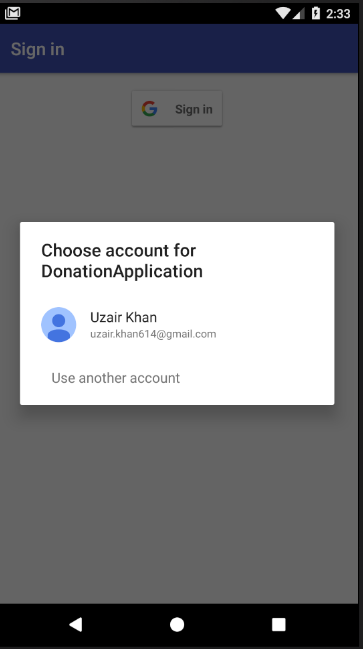 2:33
Sign in
Sign in
Choose account for
DonationApplication
Uzair Khan
uzair.khan614@gmail.com
Use another account